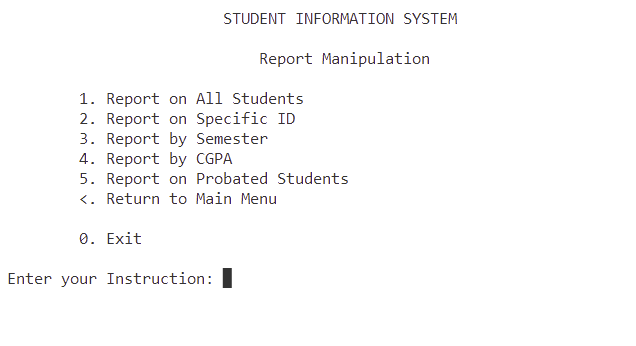 STUDENT INFORMATION SYSTEM
Report Manipulation
1. Report on All Students
2. Report on Specific ID
3. Report by Semester
4. Report by CGPA
5. Report on Probated Students
<. Return to Main Menu
0. Exit
Enter your Instruction: